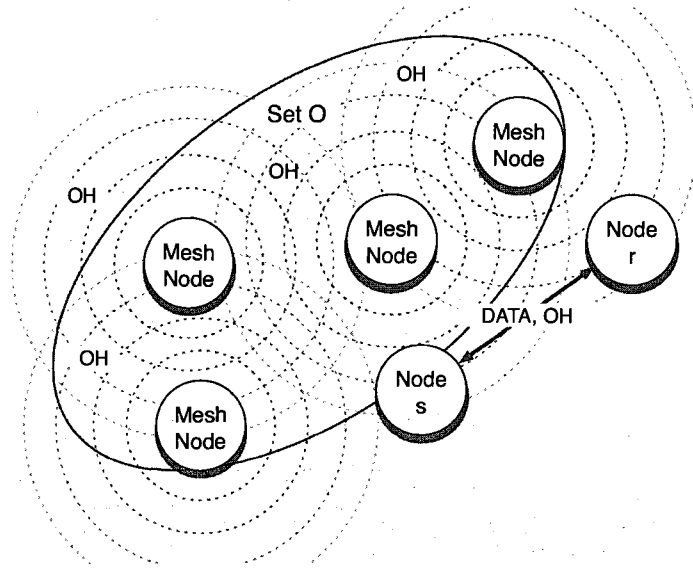 OH
Set O
Mesh
Node
OH
OH
Mesh
Node
Node
r
Mesh
Node
DATA, OH
OH
Node
s
Mesh
Node